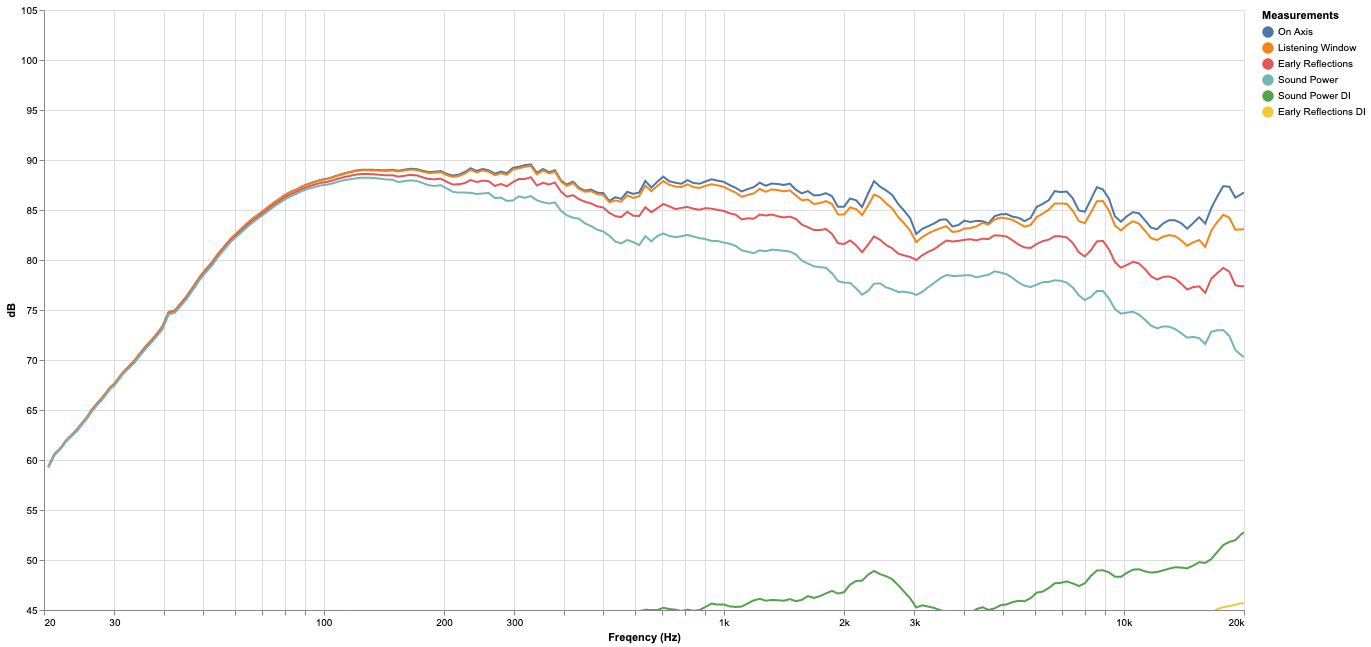 105
100
95
90
85
80
75
70
65
60
55
50
45
dB
20 30 100 200 300 1k 2k 3k 10k 20k
Freqency (Hz)
Measurements
On Axis
Listening Window
Early Reflections
Sound Power
Sound Power DI
Early Reflections DI